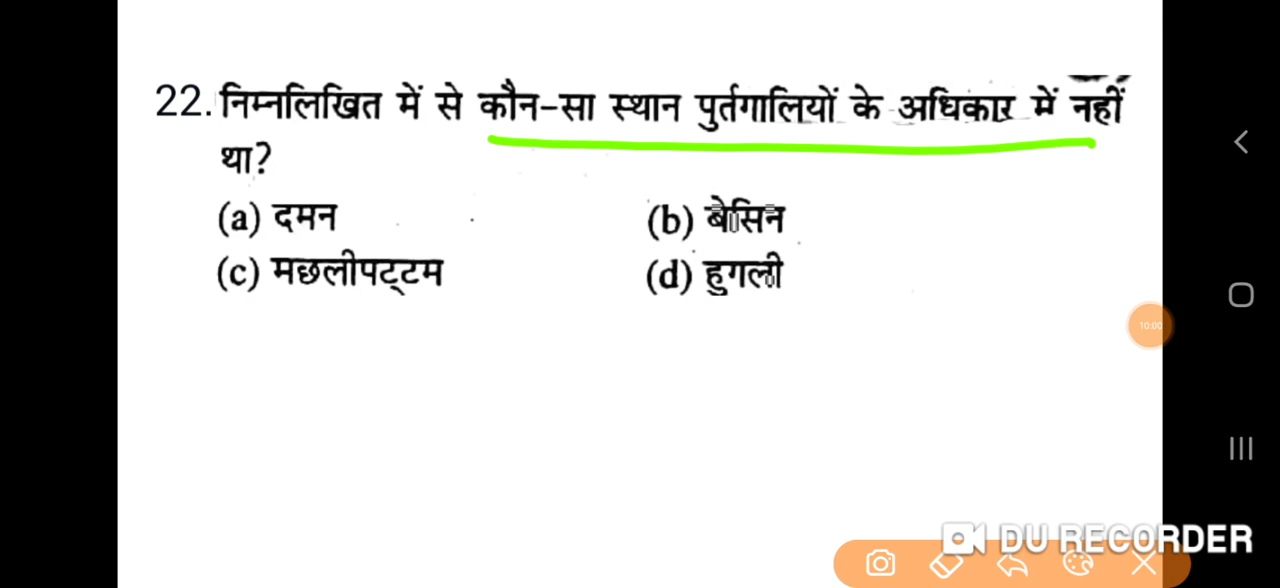 22. निम्नलिखित में से कौन-सा स्थान पुर्तगालियों के अधिकार में नहीं
था?
(a) दमन (b) बेसिन
(c) मछलीपट्टम (d) हुगली
10:00
DU RECORDER